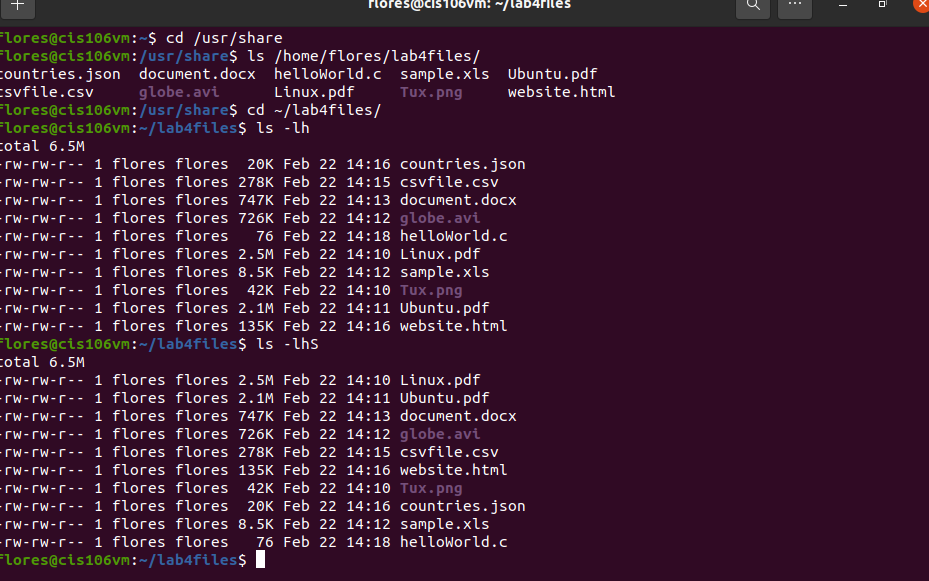 flores@cis106vm: ~/lab4files
flores@cis106vm:~$ cd /usr/share
flores@cis106vm:/usr/share$ ls /home/flores/lab4files/
countries.json  document.docx  helloWorld.c  sample.xls  Ubuntu.pdf
csvfile.csv     globe.avi      Linux.pdf     Tux.png     website.html
flores@cis106vm:/usr/share$ cd ~/lab4files/
flores@cis106vm:~/lab4files$ ls -lh
total 6.5M
-rw-rw-r-- 1 flores flores  20K Feb 22 14:16 countries.json
-rw-rw-r-- 1 flores flores 278K Feb 22 14:15 csvfile.csv
-rw-rw-r-- 1 flores flores 747K Feb 22 14:13 document.docx
-rw-rw-r-- 1 flores flores 726K Feb 22 14:12 globe.avi
-rw-rw-r-- 1 flores flores   76 Feb 22 14:18 helloWorld.c
-rw-rw-r-- 1 flores flores 2.5M Feb 22 14:10 Linux.pdf
-rw-rw-r-- 1 flores flores 8.5K Feb 22 14:12 sample.xls
-rw-rw-r-- 1 flores flores  42K Feb 22 14:10 Tux.png
-rw-rw-r-- 1 flores flores 2.1M Feb 22 14:11 Ubuntu.pdf
-rw-rw-r-- 1 flores flores 135K Feb 22 14:16 website.html
flores@cis106vm:~/lab4files$ ls -lhS
total 6.5M
-rw-rw-r-- 1 flores flores 2.5M Feb 22 14:10 Linux.pdf
-rw-rw-r-- 1 flores flores 2.1M Feb 22 14:11 Ubuntu.pdf
-rw-rw-r-- 1 flores flores 747K Feb 22 14:13 document.docx
-rw-rw-r-- 1 flores flores 726K Feb 22 14:12 globe.avi
-rw-rw-r-- 1 flores flores 278K Feb 22 14:15 csvfile.csv
-rw-rw-r-- 1 flores flores 135K Feb 22 14:16 website.html
-rw-rw-r-- 1 flores flores  42K Feb 22 14:10 Tux.png
-rw-rw-r-- 1 flores flores  20K Feb 22 14:16 countries.json
-rw-rw-r-- 1 flores flores 8.5K Feb 22 14:12 sample.xls
-rw-rw-r-- 1 flores flores   76 Feb 22 14:18 helloWorld.c
flores@cis106vm:~/lab4files$